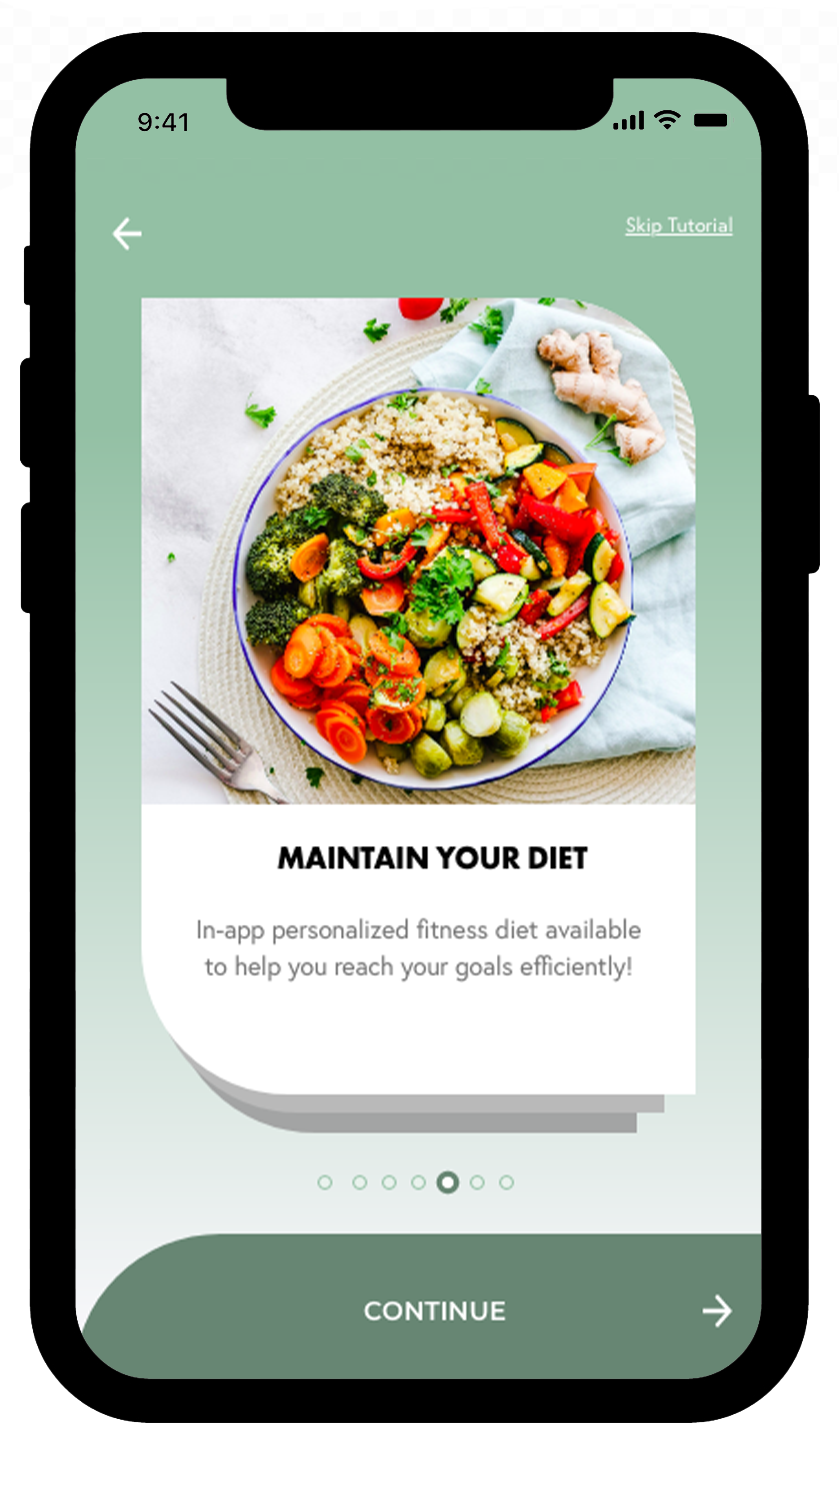 9:41
Skip Tutorial
MAINTAIN YOUR DIET
In-app personalized fitness diet available
to help you reach your goals efficiently!
CONTINUE